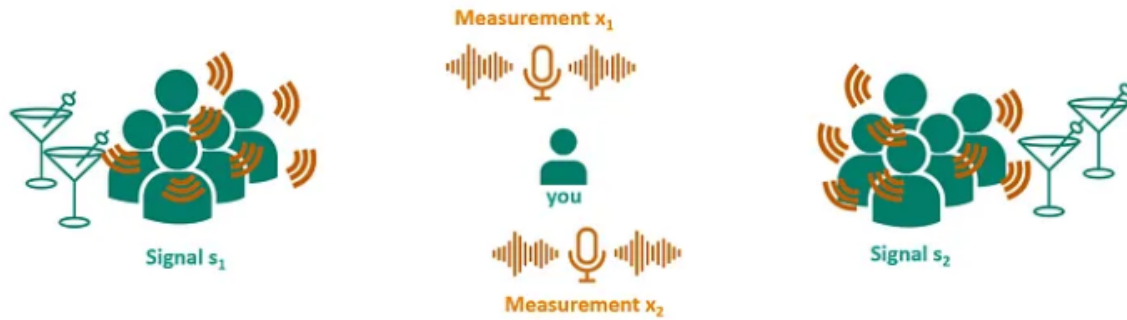 Measurement x₁
you
Signal s₁
Signal s₂
Measurement x₂